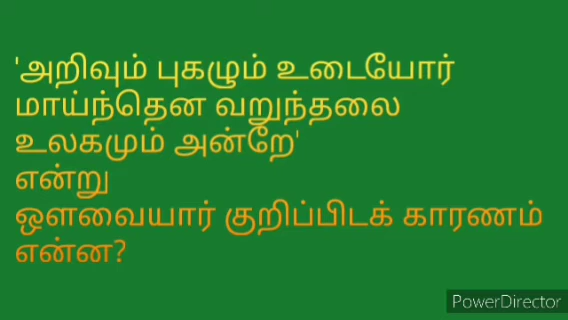 'அறிவும் புகழும் உடையோர்
மாய்ந்தென வறுந்தலை
உலகமும் அன்றே'
என்று
ஔவையார் குறிப்பிடக் காரணம்
என்ன?
PowerDirector